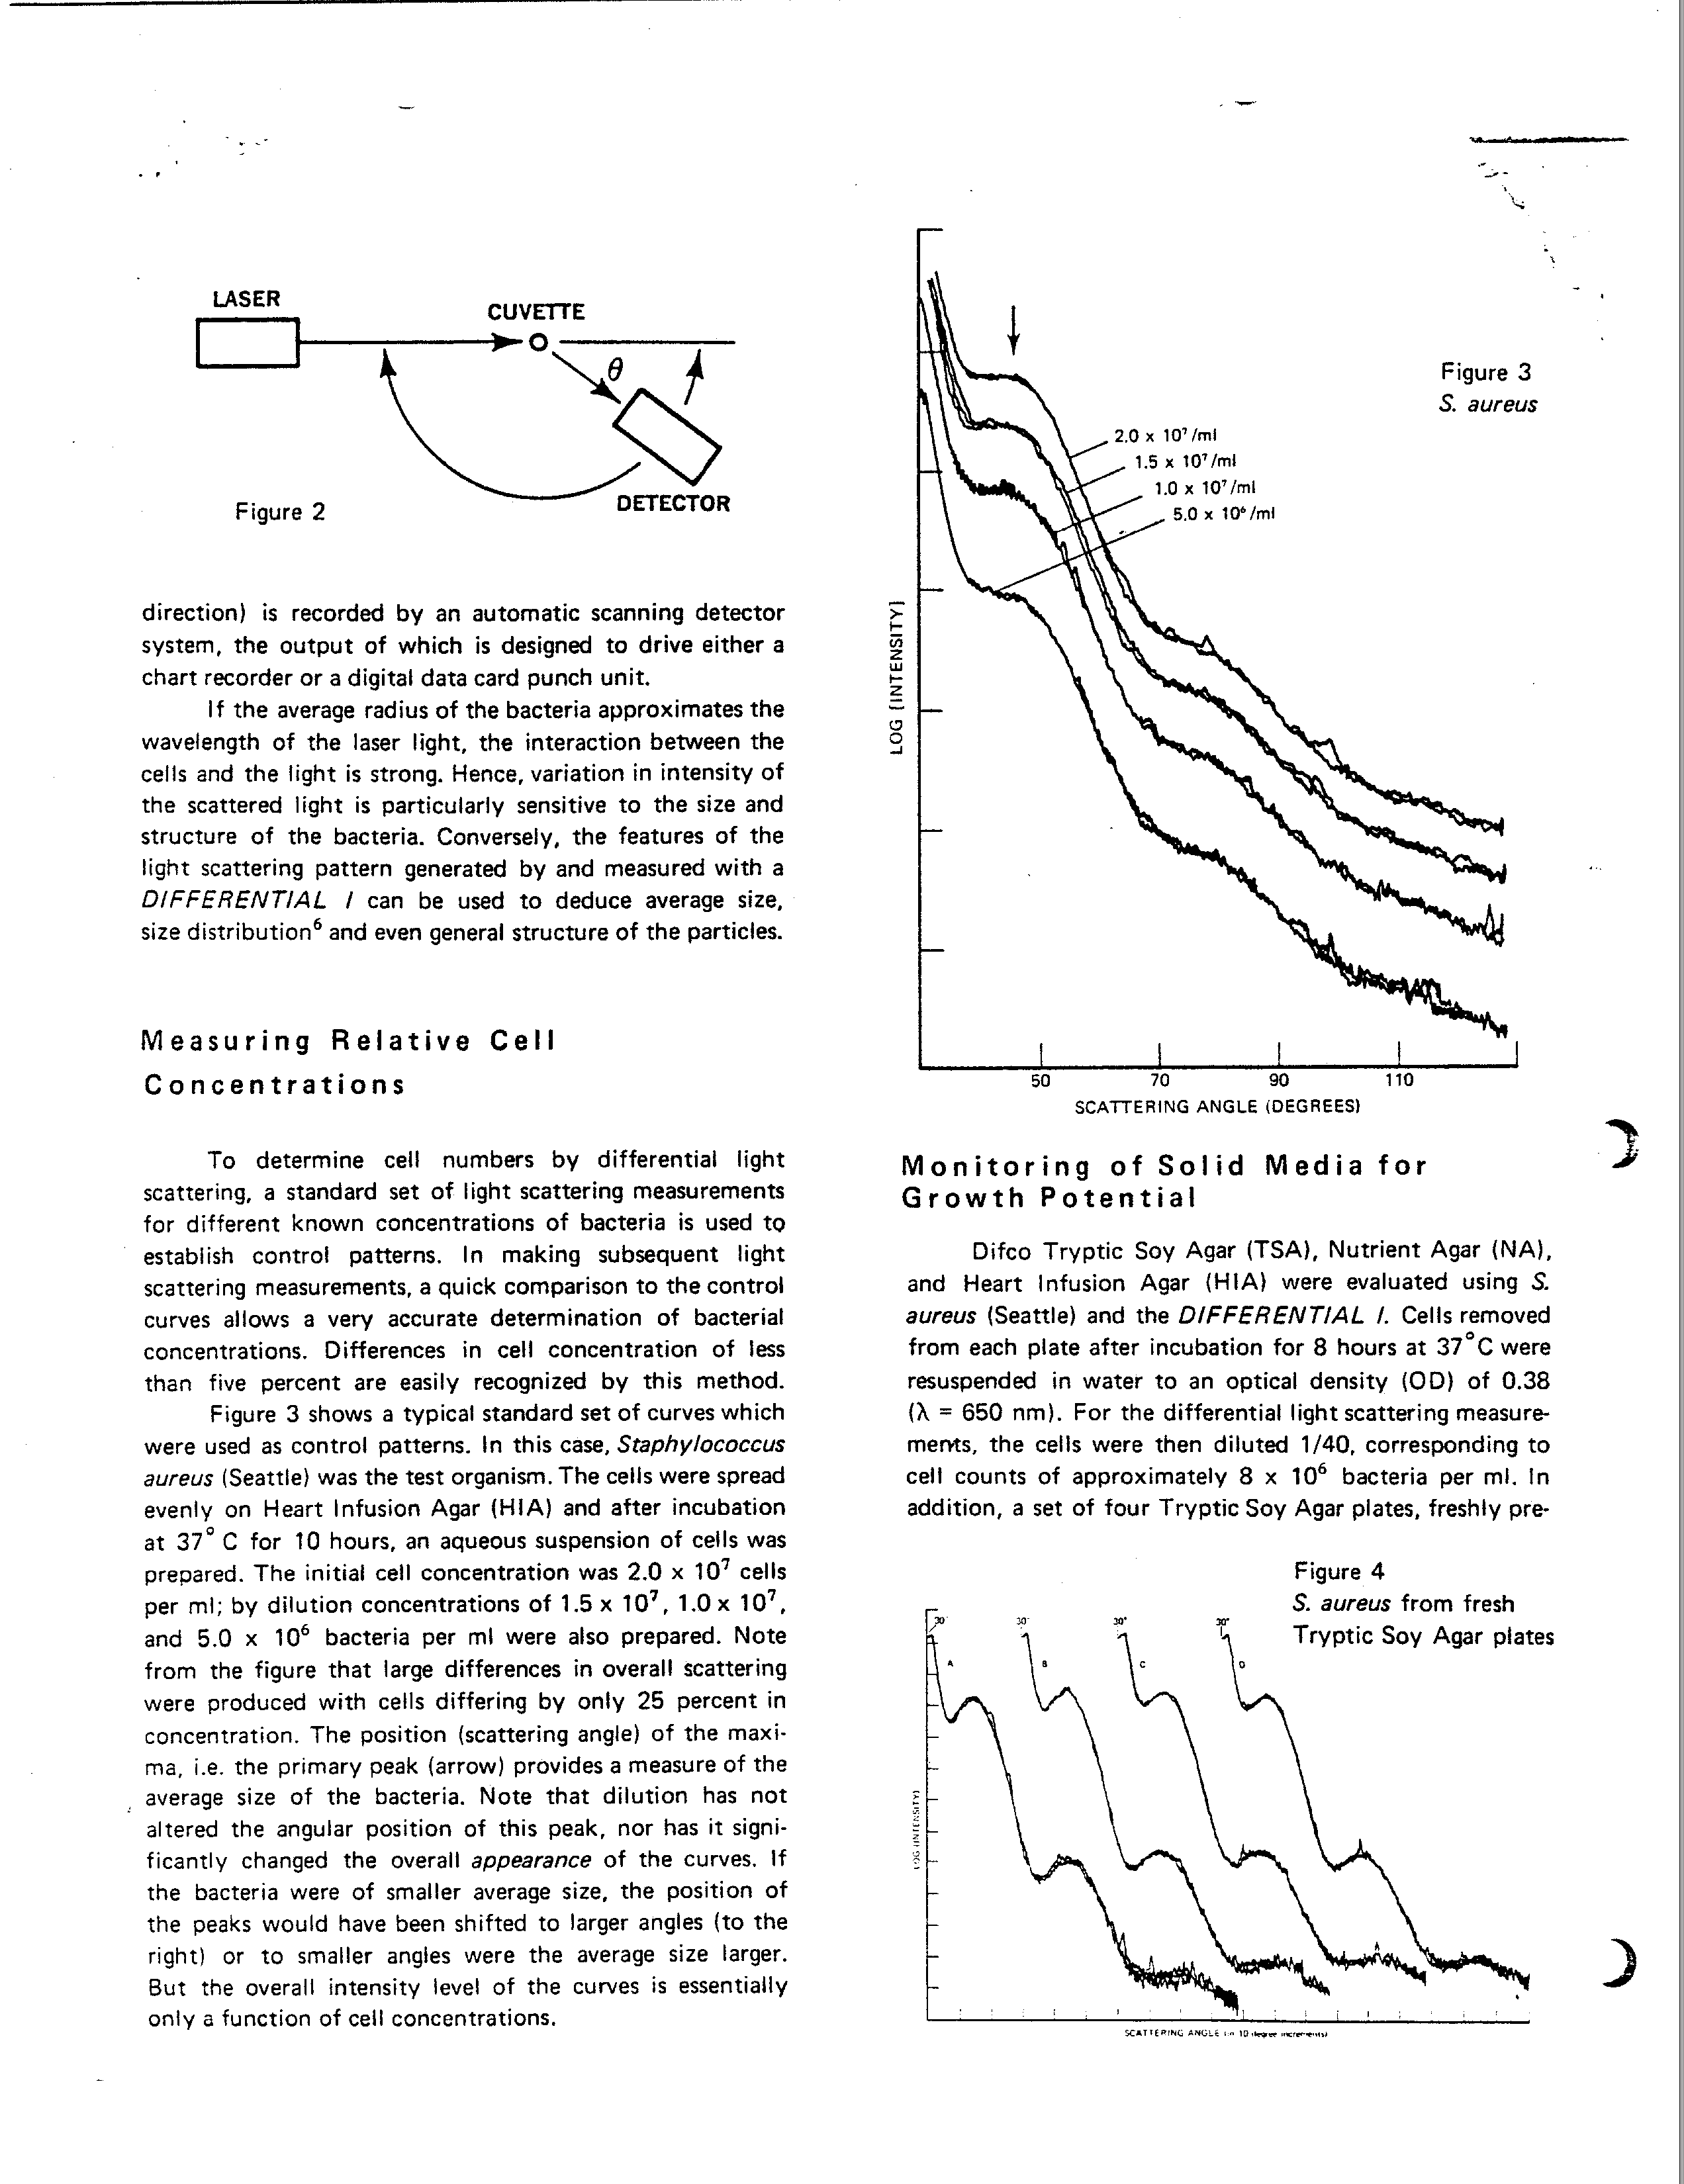 LASER
CUVETTE
θ
DETECTOR
Figure 2
direction) is recorded by an automatic scanning detector
system, the output of which is designed to drive either a
chart recorder or a digital data card punch unit.
If the average radius of the bacteria approximates the
wavelength of the laser light, the interaction between the
cells and the light is strong. Hence, variation in intensity of
the scattered light is particularly sensitive to the size and
structure of the bacteria. Conversely, the features of the
light scattering pattern generated by and measured with a
DIFFERENTIAL I can be used to deduce average size,
size distribution⁶ and even general structure of the particles.
Measuring Relative Cell
Concentrations
To determine cell numbers by differential light
scattering, a standard set of light scattering measurements
for different known concentrations of bacteria is used to
establish control patterns. In making subsequent light
scattering measurements, a quick comparison to the control
curves allows a very accurate determination of bacterial
concentrations. Differences in cell concentration of less
than five percent are easily recognized by this method.
Figure 3 shows a typical standard set of curves which
were used as control patterns. In this case, Staphylococcus
aureus (Seattle) was the test organism. The cells were spread
evenly on Heart Infusion Agar (HIA) and after incubation
at 37° C for 10 hours, an aqueous suspension of cells was
prepared. The initial cell concentration was 2.0 x 10⁷ cells
per ml; by dilution concentrations of 1.5 x 10⁷, 1.0 x 10⁷,
and 5.0 x 10⁶ bacteria per ml were also prepared. Note
from the figure that large differences in overall scattering
were produced with cells differing by only 25 percent in
concentration. The position (scattering angle) of the maxi-
ma, i.e. the primary peak (arrow) provides a measure of the
average size of the bacteria. Note that dilution has not
altered the angular position of this peak, nor has it signi-
ficantly changed the overall appearance of the curves. If
the bacteria were of smaller average size, the position of
the peaks would have been shifted to larger angles (to the
right) or to smaller angles were the average size larger.
But the overall intensity level of the curves is essentially
only a function of cell concentrations.
Figure 3
S. aureus
2.0 x 10⁷/ml
1.5 x 10⁷/ml
1.0 x 10⁷/ml
5.0 x 10⁶/ml
LOG [INTENSITY]
50 70 90 110
SCATTERING ANGLE (DEGREES)
Monitoring of Solid Media for
Growth Potential
Difco Tryptic Soy Agar (TSA), Nutrient Agar (NA),
and Heart Infusion Agar (HIA) were evaluated using S.
aureus (Seattle) and the DIFFERENTIAL I. Cells removed
from each plate after incubation for 8 hours at 37°C were
resuspended in water to an optical density (OD) of 0.38
(λ = 650 nm). For the differential light scattering measure-
ments, the cells were then diluted 1/40, corresponding to
cell counts of approximately 8 x 10⁶ bacteria per ml. In
addition, a set of four Tryptic Soy Agar plates, freshly pre-
Figure 4
S. aureus from fresh
Tryptic Soy Agar plates
30° 30° 30° 30°
A B C D
LOG (INTENSITY)
SCATTERING ANGLE (in 10 degree increments)